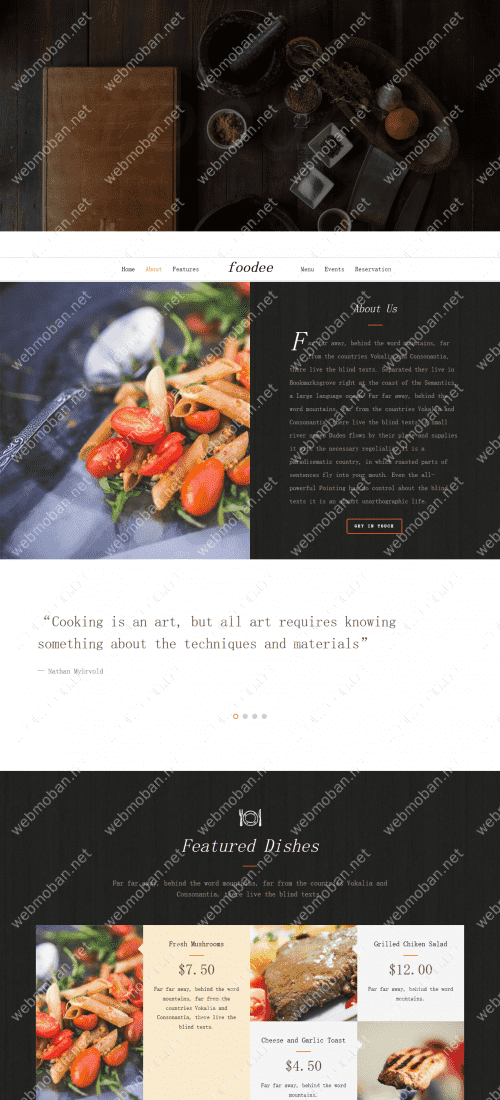 Home About Features foodee Menu Events Reservation
About Us
Far far away, behind the word mountains, far
from the countries Vokalia and Consonantia,
there live the blind texts. Separated they live in
Bookmarksgrove right at the coast of the Semantics,
a large language ocean. Far far away, behind the
word mountains, far from the countries Vokalia and
Consonantia, there live the blind texts. A small
river named Duden flows by their place and supplies
it with the necessary regelialia. It is a
paradisematic country, in which roasted parts of
sentences fly into your mouth. Even the all-
powerful Pointing has no control about the blind
texts it is an almost unorthographic life.
GET IN TOUCH
“Cooking is an art, but all art requires knowing
something about the techniques and materials”
— Nathan Myhrvold
Featured Dishes
Far far away, behind the word mountains, far from the countries Vokalia and
Consonantia, there live the blind texts.
Fresh Mushrooms
$7.50
Far far away, behind the word
mountains, far from the
countries Vokalia and
Consonantia, there live the
blind texts.
Cheese and Garlic Toast
$4.50
Far far away, behind the word
mountains.
Grilled Chiken Salad
$12.00
Far far away, behind the word
mountains.
webmoban.net